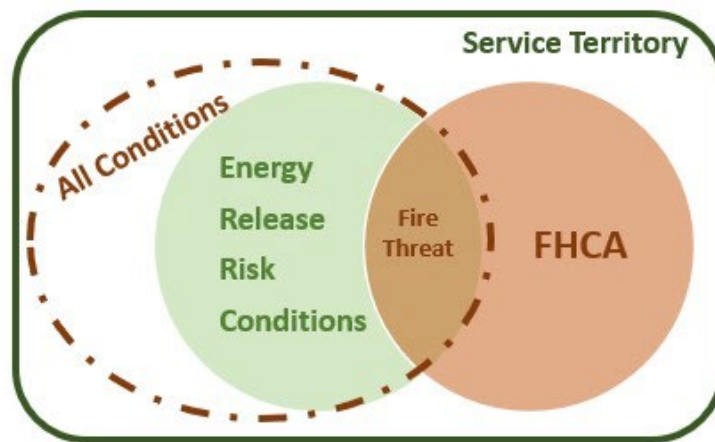 Service Territory
All Conditions
Energy
Release
Risk
Conditions
Fire
Threat
FHCA